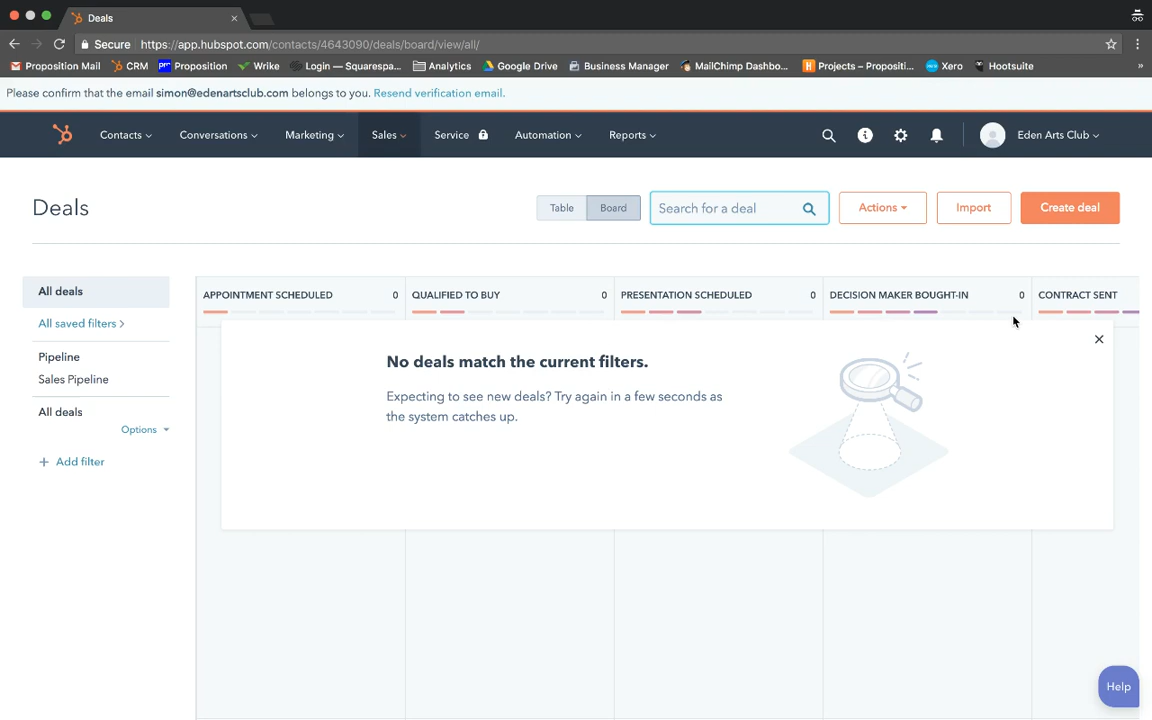 Deals
Secure https://app.hubspot.com/contacts/4643090/deals/board/view/all/
Proposition Mail CRM Proposition Wrike Login — Squarespa... Analytics Google Drive Business Manager MailChimp Dashbo... Projects – Propositi... Xero Hootsuite »
Please confirm that the email simon@edenartsclub.com belongs to you. Resend verification email.
Contacts Conversations Marketing Sales Service Automation Reports Eden Arts Club
Deals
Table Board Search for a deal Actions Import Create deal
All deals
All saved filters
Pipeline
Sales Pipeline
All deals
Options
+ Add filter
APPOINTMENT SCHEDULED 0 QUALIFIED TO BUY 0 PRESENTATION SCHEDULED 0 DECISION MAKER BOUGHT-IN 0 CONTRACT SENT
No deals match the current filters.
Expecting to see new deals? Try again in a few seconds as
the system catches up.
Help